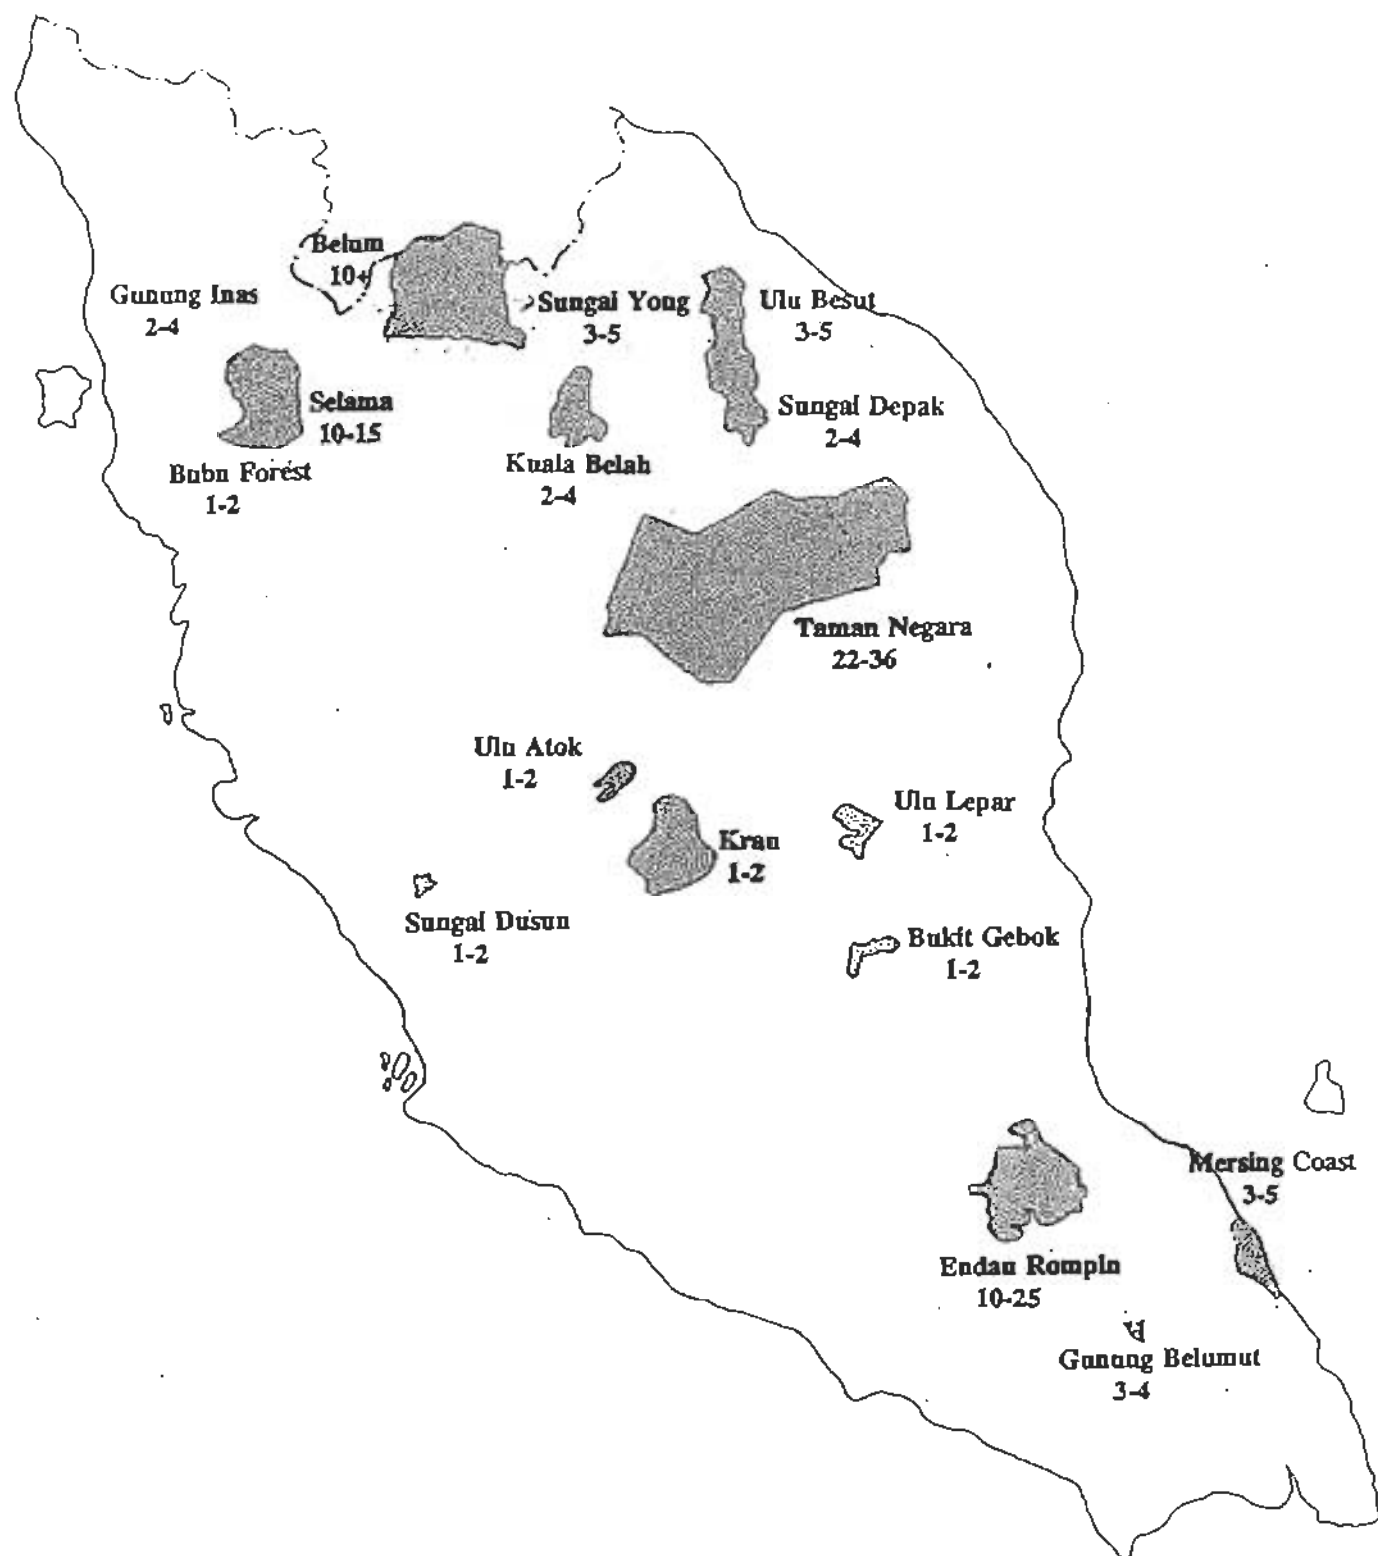 Belum
10+
Gunung Inas
2-4
Sungai Yong
3-5
Ulu Besut
3-5
Selama
10-15
Sungai Depak
2-4
Bubu Forest
1-2
Kuala Belah
2-4
Taman Negara
22-36
Ulu Atok
1-2
Ulu Lepar
1-2
Krau
1-2
Sungai Dusun
1-2
Bukit Gebok
1-2
Mersing Coast
3-5
Endau Rompin
10-25
Gunung Belumut
3-4